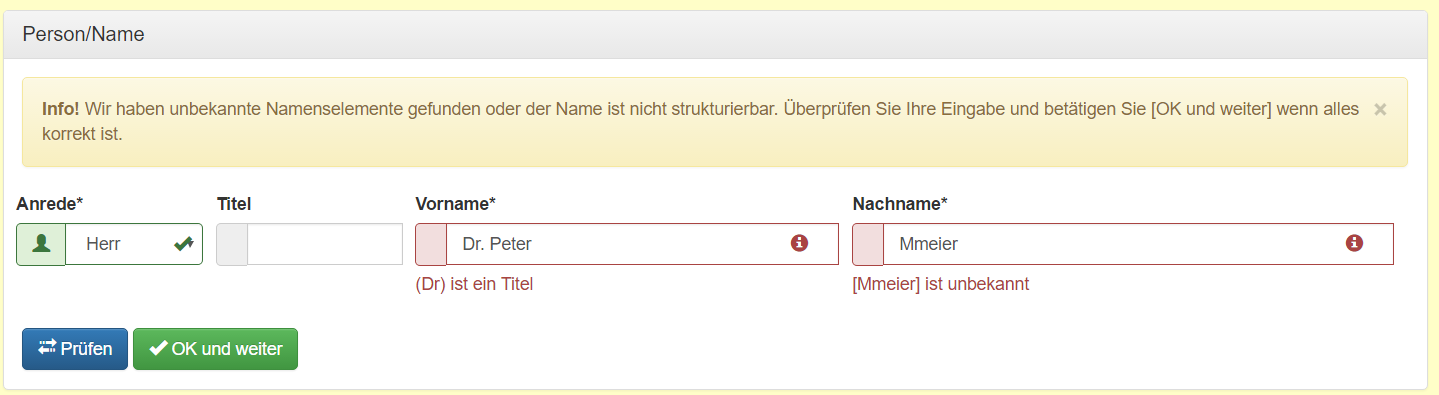 Person/Name
Info! Wir haben unbekannte Namenselemente gefunden oder der Name ist nicht strukturierbar. Überprüfen Sie Ihre Eingabe und betätigen Sie [OK und weiter] wenn alles ×
korrekt ist.
Anrede* Titel Vorname* Nachname*
Herr Dr. Peter Mmeier
(Dr) ist ein Titel [Mmeier] ist unbekannt
Prüfen OK und weiter